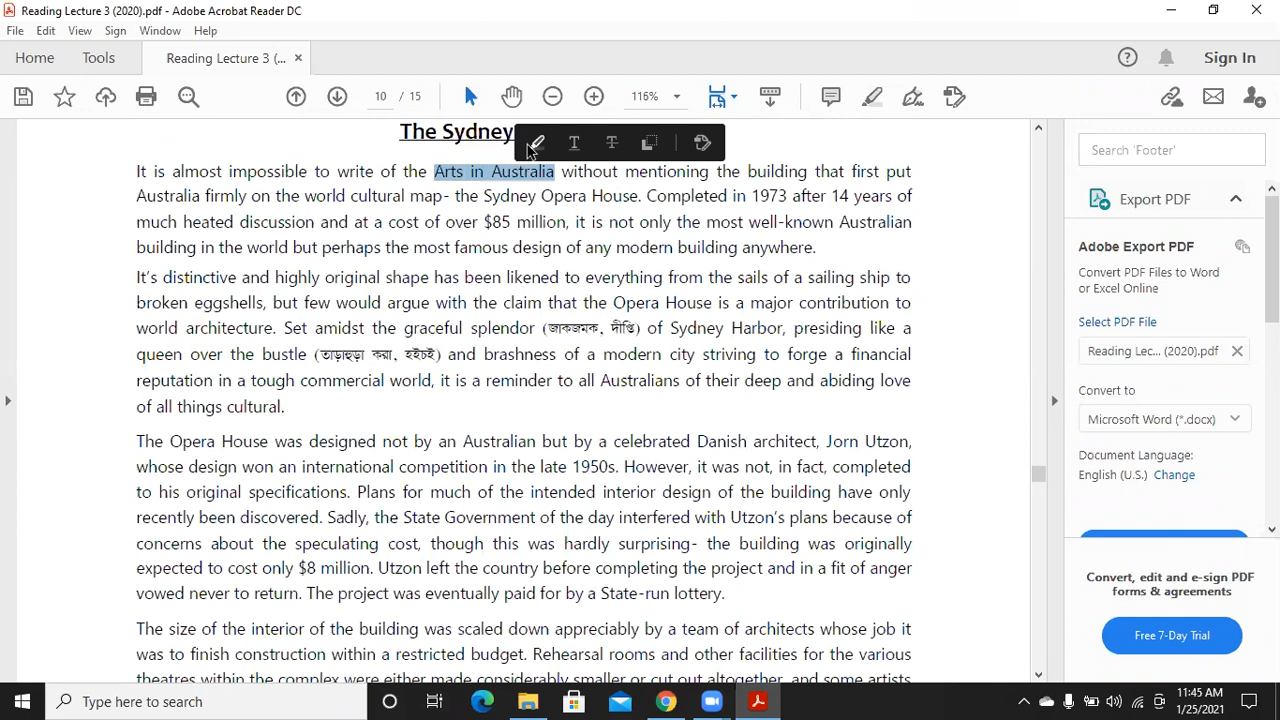 Reading Lecture 3 (2020).pdf - Adobe Acrobat Reader DC
File Edit View Sign Window Help
Home Tools Reading Lecture 3 (... Sign In
10 / 15 116%
The Sydney
It is almost impossible to write of the Arts in Australia without mentioning the building that first put
Australia firmly on the world cultural map- the Sydney Opera House. Completed in 1973 after 14 years of
much heated discussion and at a cost of over $85 million, it is not only the most well-known Australian
building in the world but perhaps the most famous design of any modern building anywhere.
It's distinctive and highly original shape has been likened to everything from the sails of a sailing ship to
broken eggshells, but few would argue with the claim that the Opera House is a major contribution to
world architecture. Set amidst the graceful splendor (জাকজমক, দীপ্তি) of Sydney Harbor, presiding like a
queen over the bustle (তাড়াহুড়া করা, হইচই) and brashness of a modern city striving to forge a financial
reputation in a tough commercial world, it is a reminder to all Australians of their deep and abiding love
of all things cultural.
The Opera House was designed not by an Australian but by a celebrated Danish architect, Jorn Utzon,
whose design won an international competition in the late 1950s. However, it was not, in fact, completed
to his original specifications. Plans for much of the intended interior design of the building have only
recently been discovered. Sadly, the State Government of the day interfered with Utzon's plans because of
concerns about the speculating cost, though this was hardly surprising- the building was originally
expected to cost only $8 million. Utzon left the country before completing the project and in a fit of anger
vowed never to return. The project was eventually paid for by a State-run lottery.
The size of the interior of the building was scaled down appreciably by a team of architects whose job it
was to finish construction within a restricted budget. Rehearsal rooms and other facilities for the various
theatres within the complex were either made considerably smaller or cut out altogether, and some artists
Search 'Footer'
Export PDF
Adobe Export PDF
Convert PDF Files to Word
or Excel Online
Select PDF File
Reading Lec... (2020).pdf
Convert to
Microsoft Word (*.docx)
Document Language:
English (U.S.) Change
Convert, edit and e-sign PDF
forms & agreements
Free 7-Day Trial
Type here to search
11:45 AM
1/25/2021